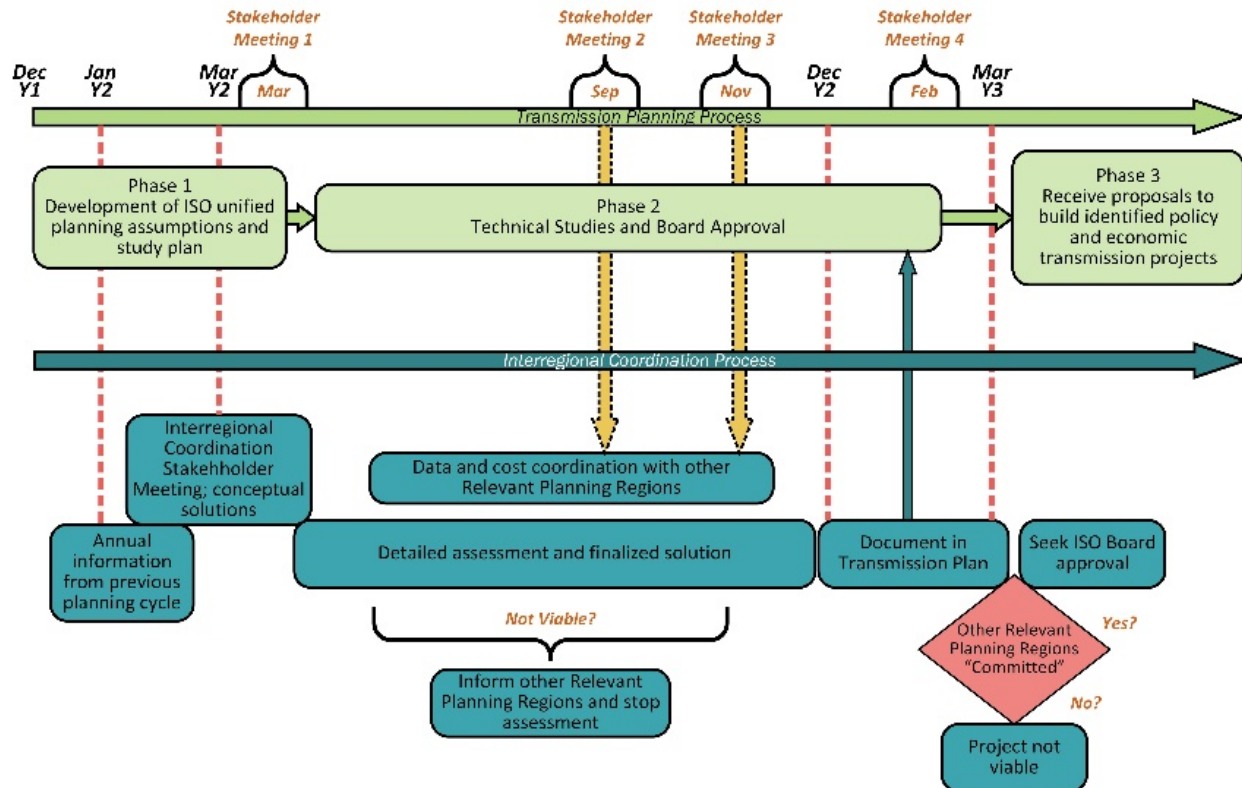 Stakeholder
Meeting 1
Stakeholder
Meeting 2
Stakeholder
Meeting 3
Stakeholder
Meeting 4
Dec
Y1
Jan
Y2
Mar
Y2
Mar
Sep
Nov
Dec
Y2
Feb
Mar
Y3
Transmission Planning Process
Phase 1
Development of ISO unified
planning assumptions and
study plan
Phase 2
Technical Studies and Board Approval
Phase 3
Receive proposals to
build identified policy
and economic
transmission projects
Interregional Coordination Process
Interregional
Coordination
Stakehholder
Meeting; conceptual
solutions
Data and cost coordination with other
Relevant Planning Regions
Annual
information
from previous
planning cycle
Detailed assessment and finalized solution
Document in
Transmission Plan
Seek ISO Board
approval
Not Viable?
Inform other Relevant
Planning Regions and stop
assessment
Other Relevant
Planning Regions
“Committed”
Yes?
No?
Project not
viable